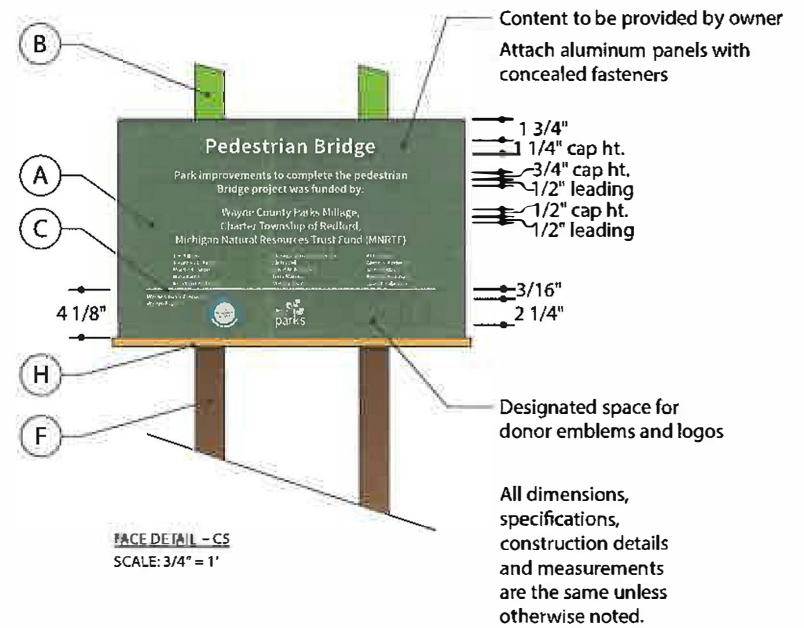 Content to be provided by owner
Attach aluminum panels with
concealed fasteners
B
A
C
H
F
Pedestrian Bridge
Park improvements to complete the pedestrian
Bridge project was funded by:
Wayne County Parks Millage,
Charter Township of Redford,
Michigan Natural Resources Trust Fund (MNRTF)
parks
1 3/4"
1 1/4" cap ht.
3/4" cap ht.
1/2" leading
1/2" cap ht.
1/2" leading
3/16"
2 1/4"
4 1/8"
Designated space for
donor emblems and logos
All dimensions,
specifications,
construction details
and measurements
are the same unless
otherwise noted.
FACE DETAIL – CS
SCALE: 3/4" = 1'